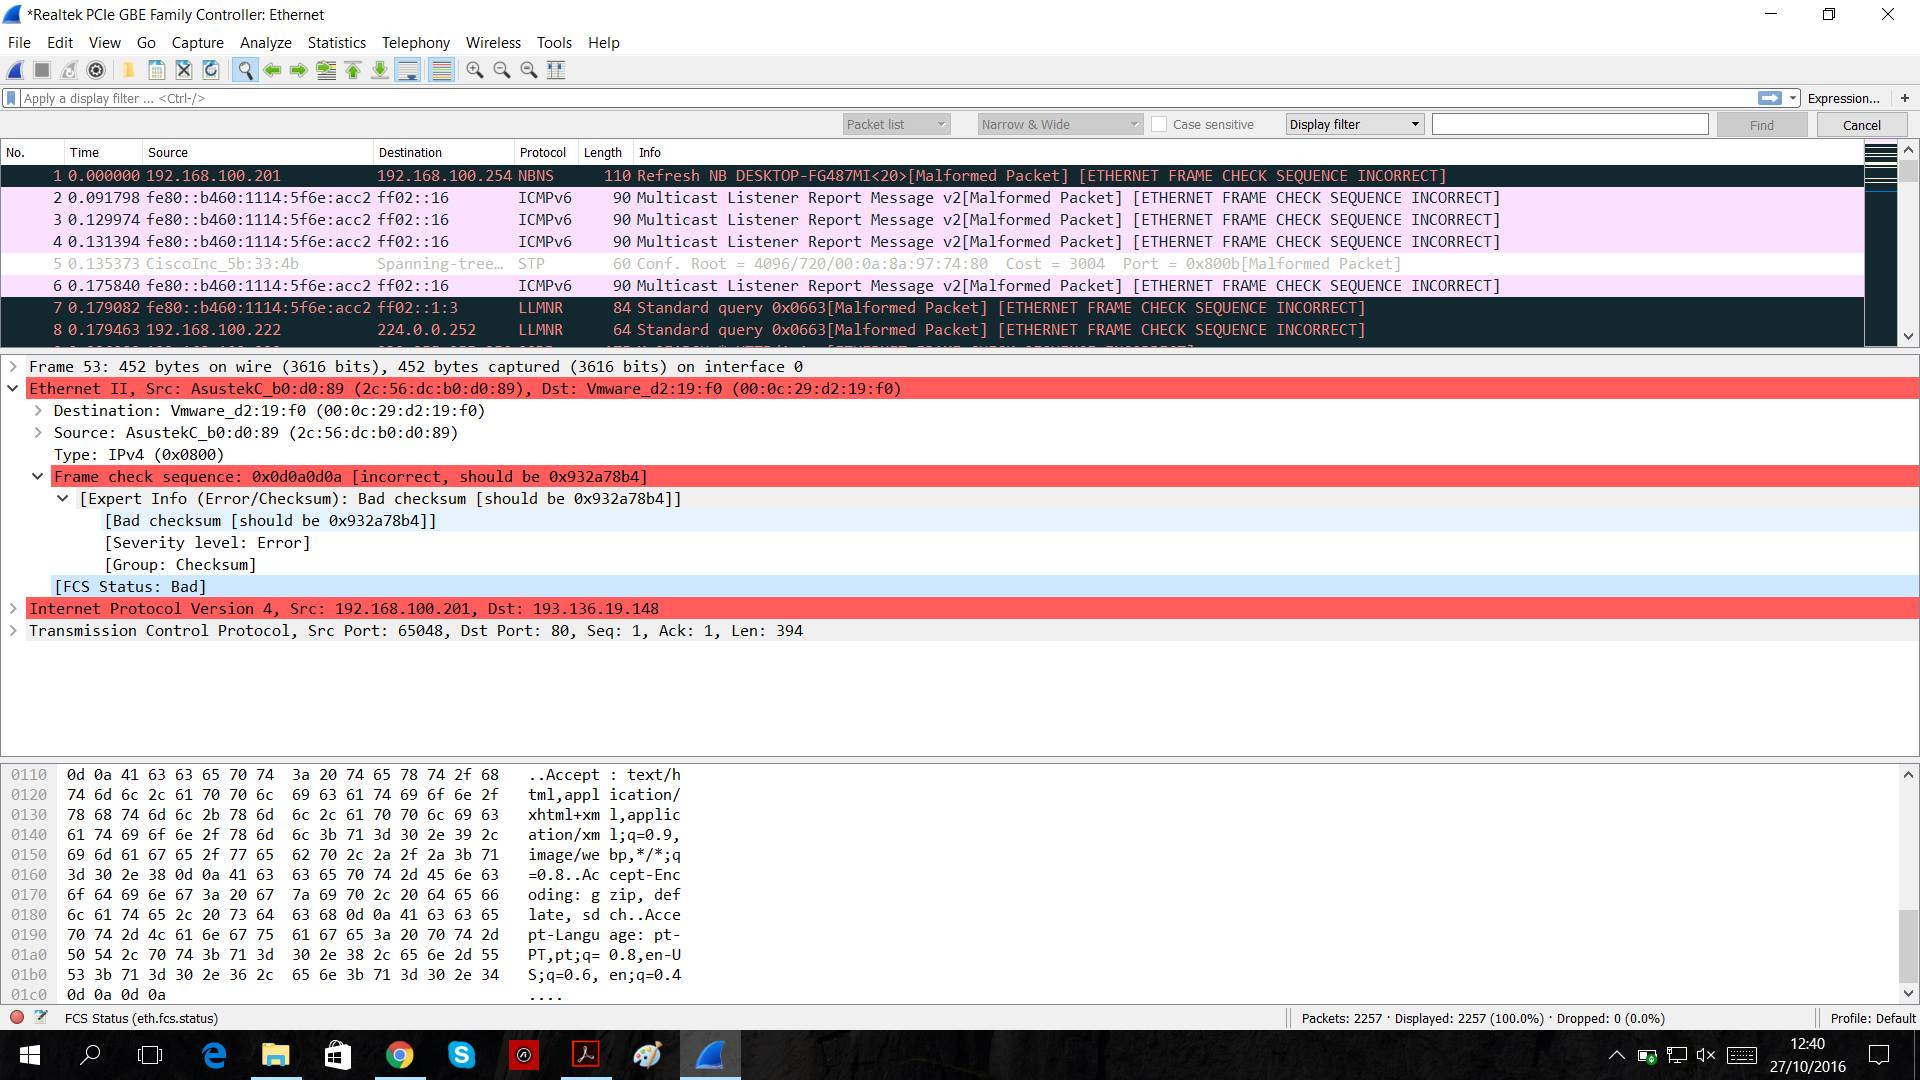 *Realtek PCIe GBE Family Controller: Ethernet
File Edit View Go Capture Analyze Statistics Telephony Wireless Tools Help
Apply a display filter ... <Ctrl-/> Expression... +
Packet list Narrow & Wide Case sensitive Display filter Find Cancel
No. Time Source Destination Protocol Length Info
1 0.000000 192.168.100.201 192.168.100.254 NBNS 110 Refresh NB DESKTOP-FG487MI<20>[Malformed Packet] [ETHERNET FRAME CHECK SEQUENCE INCORRECT]
2 0.091798 fe80::b460:1114:5f6e:acc2 ff02::16 ICMPv6 90 Multicast Listener Report Message v2[Malformed Packet] [ETHERNET FRAME CHECK SEQUENCE INCORRECT]
3 0.129974 fe80::b460:1114:5f6e:acc2 ff02::16 ICMPv6 90 Multicast Listener Report Message v2[Malformed Packet] [ETHERNET FRAME CHECK SEQUENCE INCORRECT]
4 0.131394 fe80::b460:1114:5f6e:acc2 ff02::16 ICMPv6 90 Multicast Listener Report Message v2[Malformed Packet] [ETHERNET FRAME CHECK SEQUENCE INCORRECT]
5 0.135373 CiscoInc_5b:33:4b Spanning-tree… STP 60 Conf. Root = 4096/720/00:0a:8a:97:74:80 Cost = 3004 Port = 0x800b[Malformed Packet]
6 0.175840 fe80::b460:1114:5f6e:acc2 ff02::16 ICMPv6 90 Multicast Listener Report Message v2[Malformed Packet] [ETHERNET FRAME CHECK SEQUENCE INCORRECT]
7 0.179082 fe80::b460:1114:5f6e:acc2 ff02::1:3 LLMNR 84 Standard query 0x0663[Malformed Packet] [ETHERNET FRAME CHECK SEQUENCE INCORRECT]
8 0.179463 192.168.100.222 224.0.0.252 LLMNR 64 Standard query 0x0663[Malformed Packet] [ETHERNET FRAME CHECK SEQUENCE INCORRECT]
Frame 53: 452 bytes on wire (3616 bits), 452 bytes captured (3616 bits) on interface 0
Ethernet II, Src: AsustekC_b0:d0:89 (2c:56:dc:b0:d0:89), Dst: Vmware_d2:19:f0 (00:0c:29:d2:19:f0)
Destination: Vmware_d2:19:f0 (00:0c:29:d2:19:f0)
Source: AsustekC_b0:d0:89 (2c:56:dc:b0:d0:89)
Type: IPv4 (0x0800)
Frame check sequence: 0x0d0a0d0a [incorrect, should be 0x932a78b4]
[Expert Info (Error/Checksum): Bad checksum [should be 0x932a78b4]]
[Bad checksum [should be 0x932a78b4]]
[Severity level: Error]
[Group: Checksum]
[FCS Status: Bad]
Internet Protocol Version 4, Src: 192.168.100.201, Dst: 193.136.19.148
Transmission Control Protocol, Src Port: 65048, Dst Port: 80, Seq: 1, Ack: 1, Len: 394
0110 0d 0a 41 63 63 65 70 74 3a 20 74 65 78 74 2f 68 ..Accept : text/h
0120 74 6d 6c 2c 61 70 70 6c 69 63 61 74 69 6f 6e 2f tml,appl ication/
0130 78 68 74 6d 6c 2b 78 6d 6c 2c 61 70 70 6c 69 63 xhtml+xm l,applic
0140 61 74 69 6f 6e 2f 78 6d 6c 3b 71 3d 30 2e 39 2c ation/xm l;q=0.9,
0150 69 6d 61 67 65 2f 77 65 62 70 2c 2a 2f 2a 3b 71 image/we bp,*/*;q
0160 3d 30 2e 38 0d 0a 41 63 63 65 70 74 2d 45 6e 63 =0.8..Ac cept-Enc
0170 6f 64 69 6e 67 3a 20 67 7a 69 70 2c 20 64 65 66 oding: g zip, def
0180 6c 61 74 65 2c 20 73 64 63 68 0d 0a 41 63 63 65 late, sd ch..Acce
0190 70 74 2d 4c 61 6e 67 75 61 67 65 3a 20 70 74 2d pt-Langu age: pt-
01a0 50 54 2c 70 74 3b 71 3d 30 2e 38 2c 65 6e 2d 55 PT,pt;q= 0.8,en-U
01b0 53 3b 71 3d 30 2e 36 2c 65 6e 3b 71 3d 30 2e 34 S;q=0.6, en;q=0.4
01c0 0d 0a 0d 0a ....
FCS Status (eth.fcs.status) Packets: 2257 · Displayed: 2257 (100.0%) · Dropped: 0 (0.0%) Profile: Default
12:40
27/10/2016